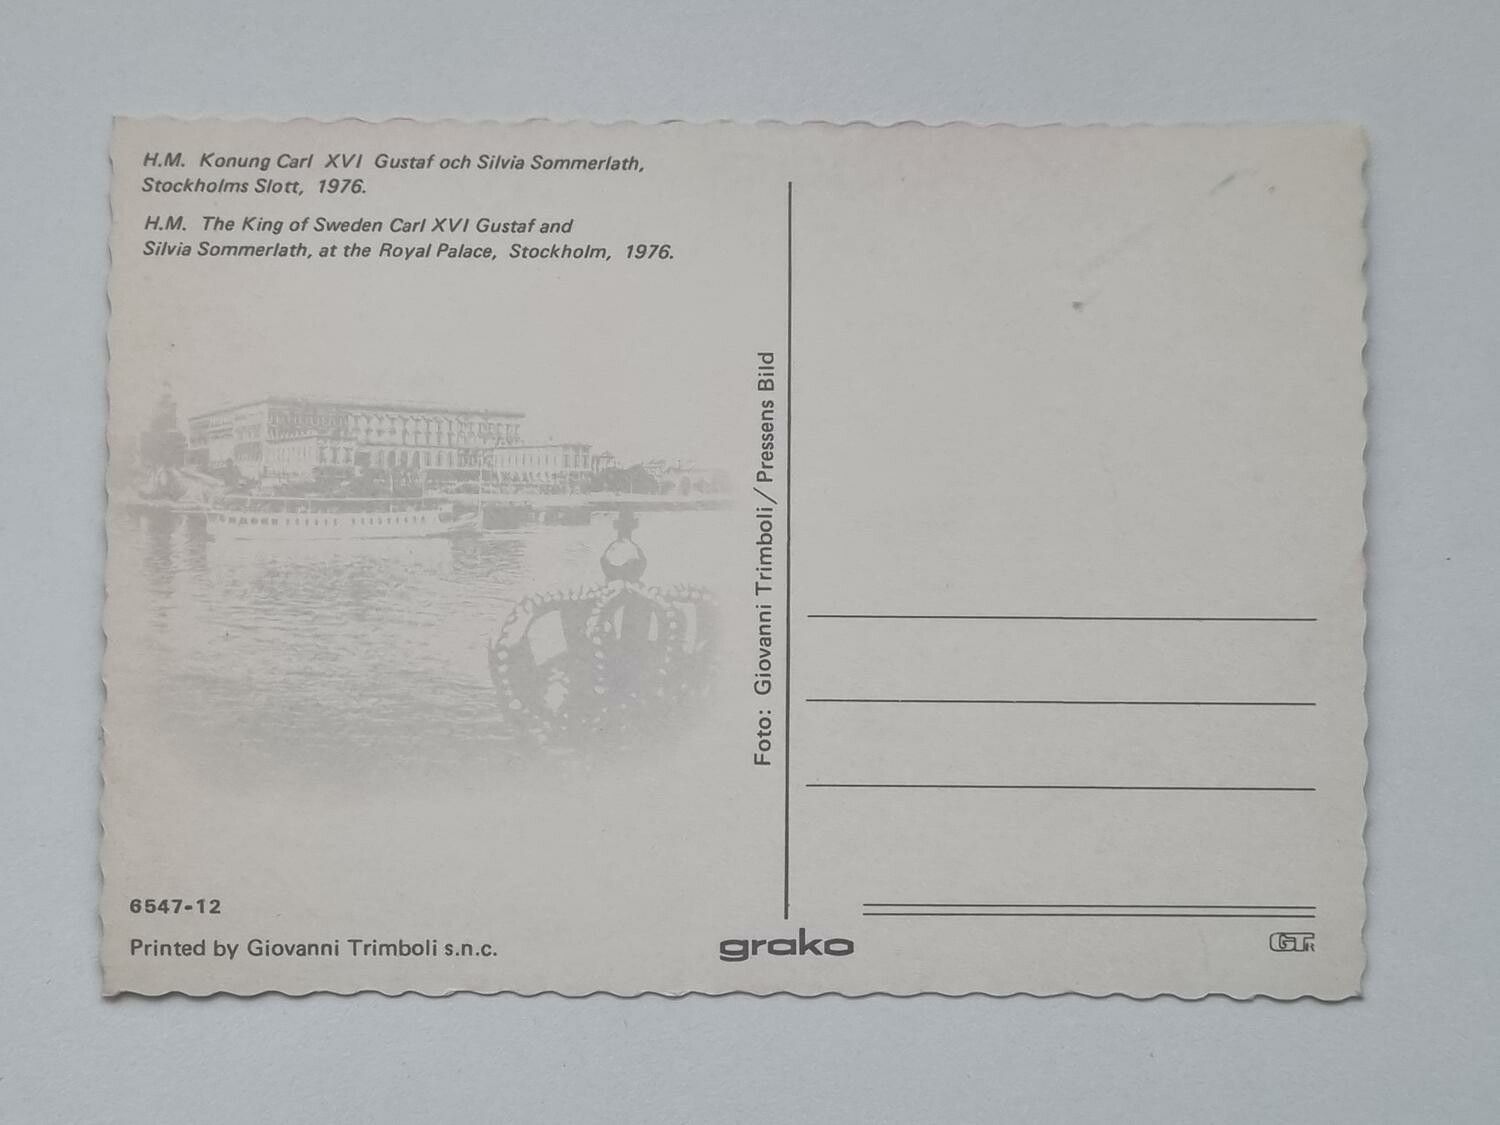 H.M. Konung Carl XVI Gustaf och Silvia Sommerlath,
Stockholms Slott, 1976.
H.M. The King of Sweden Carl XVI Gustaf and
Silvia Sommerlath, at the Royal Palace, Stockholm, 1976.
Foto: Giovanni Trimboli / Pressens Bild
6547-12
Printed by Giovanni Trimboli s.n.c.
grako